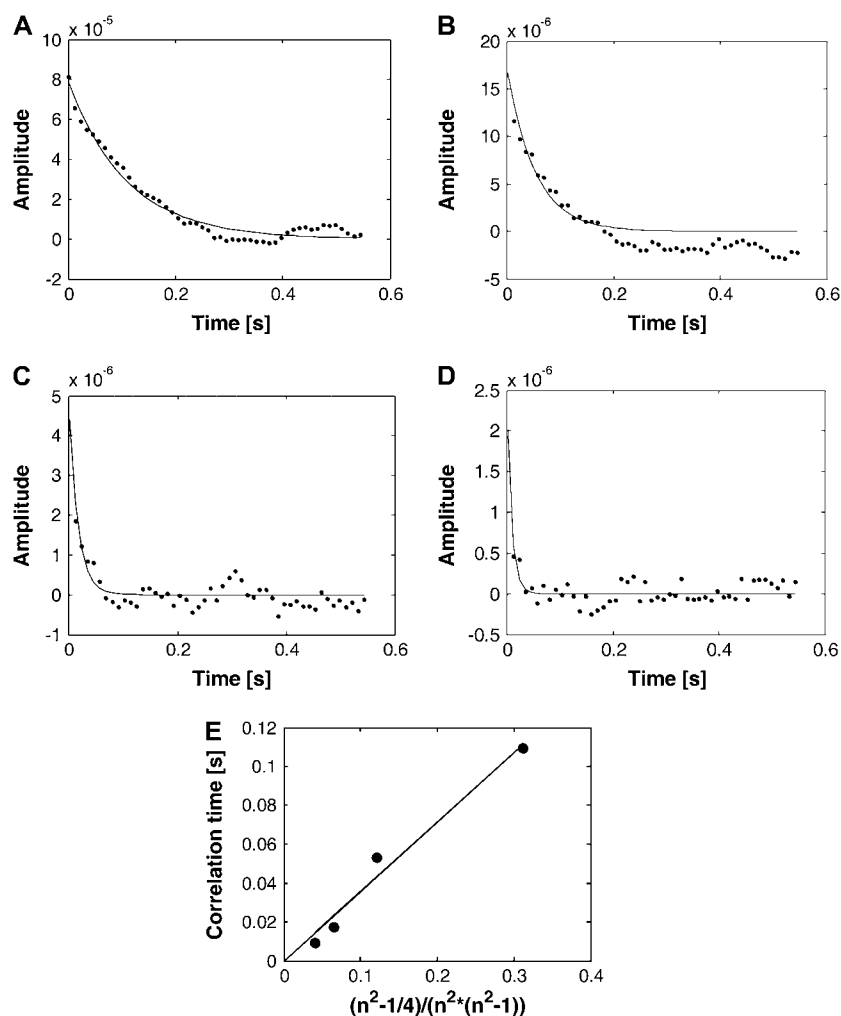 A
x 10-5
10
8
6
4
2
0
-2
Amplitude
0
0.2
0.4
0.6
Time [s]
B
x 10-6
20
15
10
5
0
-5
Amplitude
0
0.2
0.4
0.6
Time [s]
C
x 10-6
5
4
3
2
1
0
-1
Amplitude
0
0.2
0.4
0.6
Time [s]
D
x 10-6
2.5
2
1.5
1
0.5
0
-0.5
Amplitude
0
0.2
0.4
0.6
Time [s]
E
0.12
0.1
0.08
0.06
0.04
0.02
0
Correlation time [s]
0
0.1
0.2
0.3
0.4
(n2-1/4)/(n2*(n2-1))